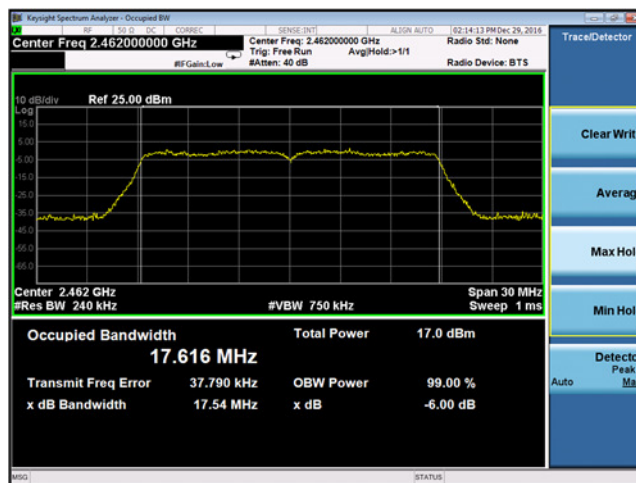 Keysight Spectrum Analyzer - Occupied BW
RF 50 Ω DC CORREC SENSE:INT ALIGN AUTO 02:14:13 PM Dec 29, 2016
Center Freq 2.462000000 GHz
Center Freq: 2.462000000 GHz
Radio Std: None
Trig: Free Run Avg|Hold:>1/1
#IFGain:Low
#Atten: 40 dB
Radio Device: BTS
Trace/Detector
10 dB/div Ref 25.00 dBm
Log
15.0
5.00
-5.00
-15.0
-25.0
-35.0
-45.0
-55.0
-65.0
Center 2.462 GHz Span 30 MHz
#Res BW 240 kHz #VBW 750 kHz Sweep 1 ms
Occupied Bandwidth Total Power 17.0 dBm
17.616 MHz
Transmit Freq Error 37.790 kHz OBW Power 99.00 %
x dB Bandwidth 17.54 MHz x dB -6.00 dB
Clear Writ
Averag
Max Hol
Min Hol
Detecto
Peak
Auto Ma
MSG STATUS